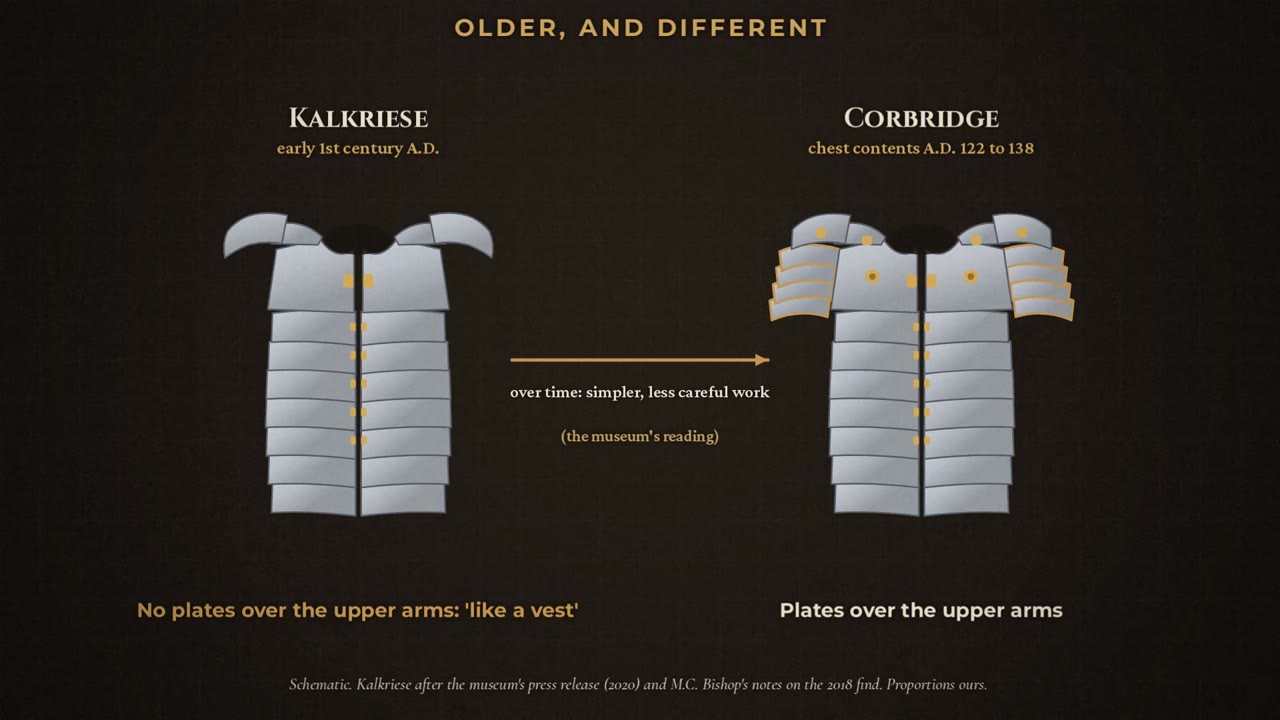 OLDER, AND DIFFERENT
KALKRIESE
early 1st century A.D.
CORBRIDGE
chest contents A.D. 122 to 138
over time: simpler, less careful work
(the museum's reading)
No plates over the upper arms: 'like a vest'
Plates over the upper arms
Schematic. Kalkriese after the museum's press release (2020) and M.C. Bishop's notes on the 2018 find. Proportions ours.